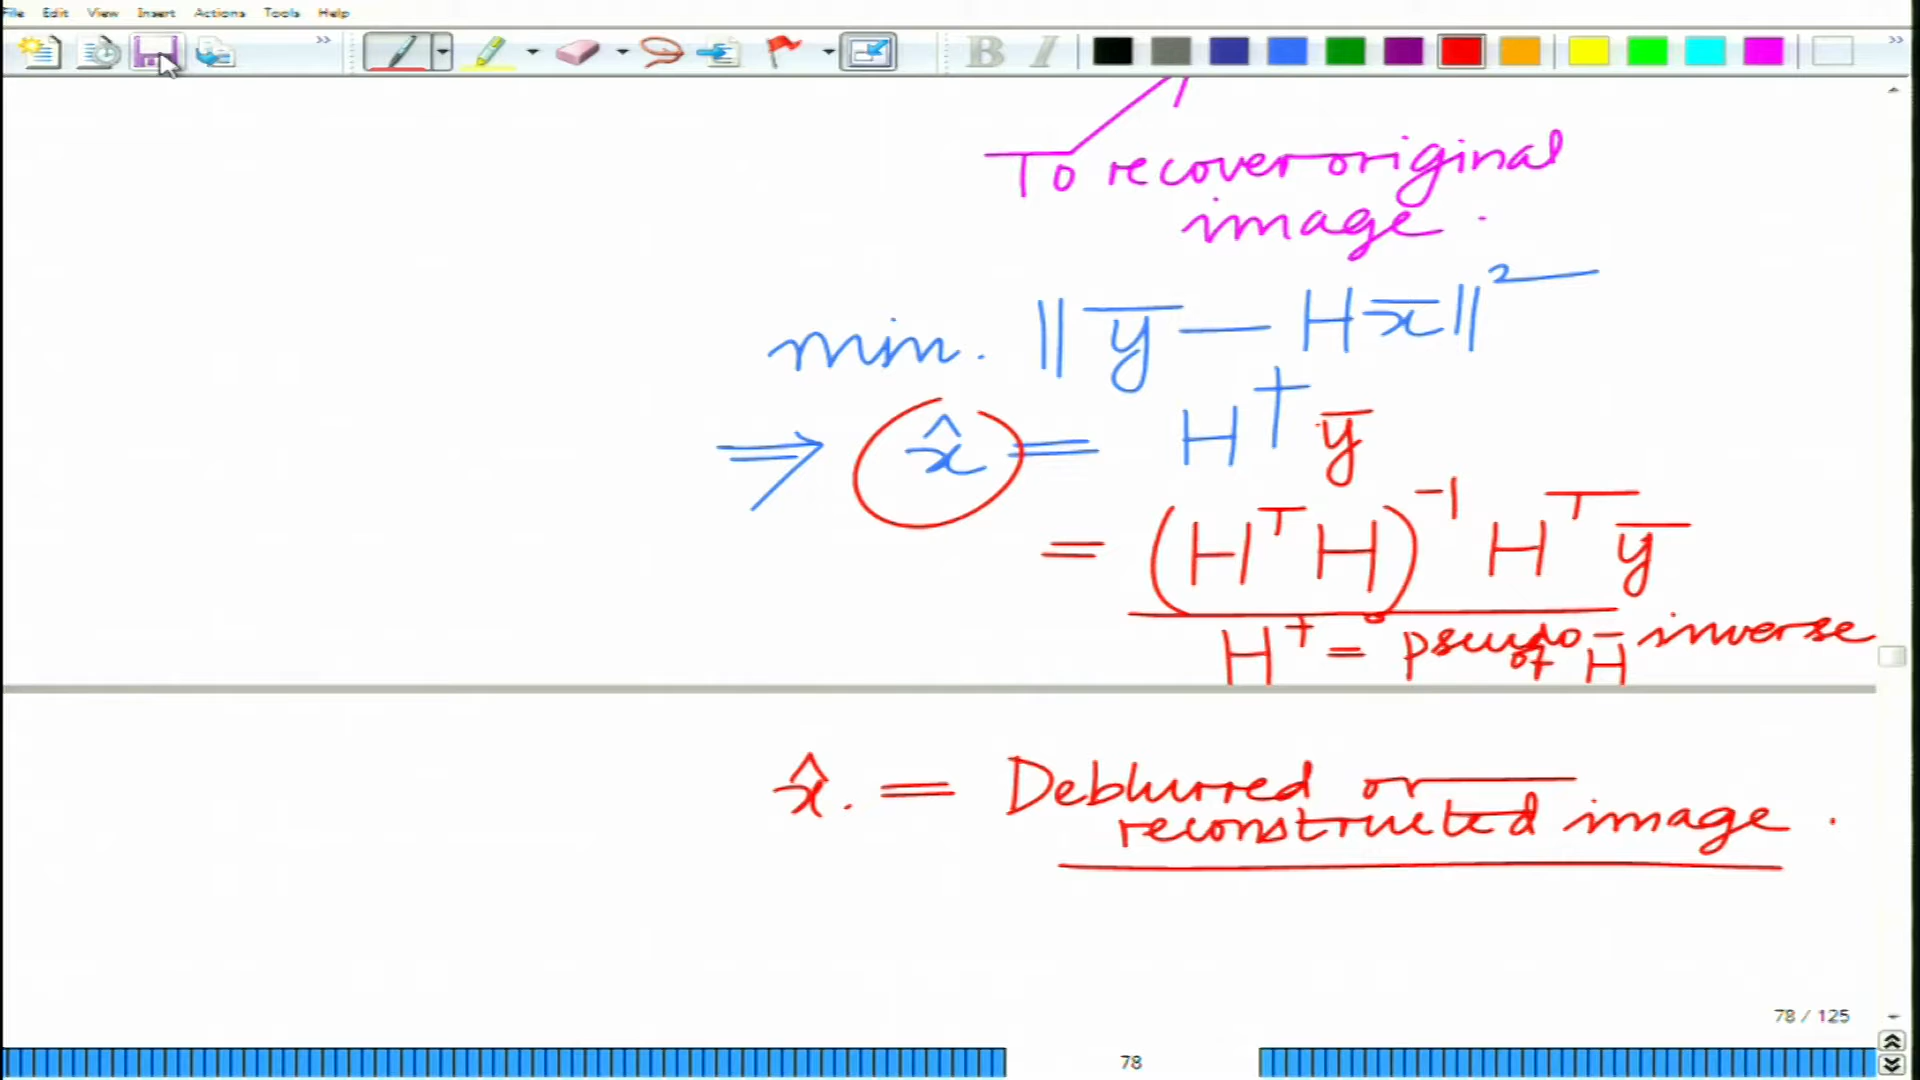 File Edit View Insert Actions Tools Help
B I
To recover original
image.
min. ‖y̅ − Hx̅‖²
⇒ x̂ = H† y̅
= (HᵀH)⁻¹ Hᵀ y̅
H† = pseudo-inverse
of H
x̂. = Deblurred or
reconstructed image.
78 / 125
78